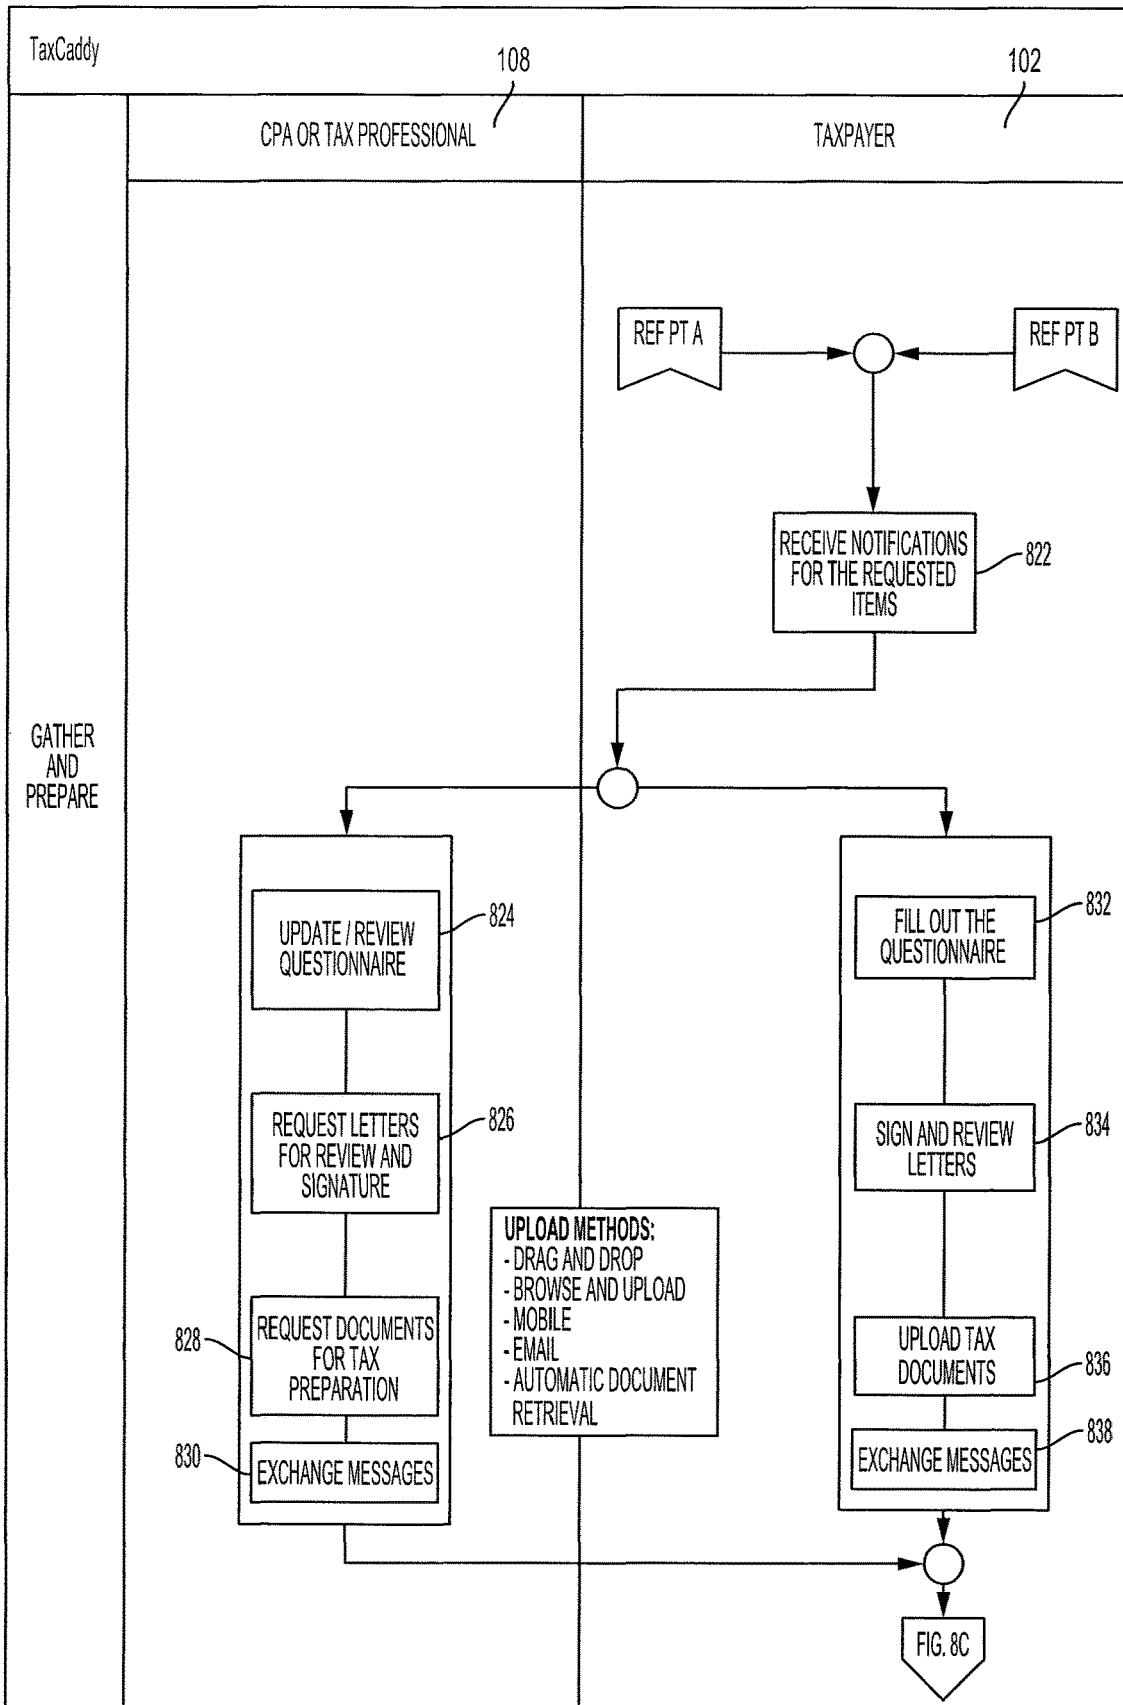 TaxCaddy
108
102
CPA OR TAX PROFESSIONAL
TAXPAYER
REF PT A
REF PT B
RECEIVE NOTIFICATIONS
FOR THE REQUESTED
ITEMS
822
GATHER
AND
PREPARE
UPDATE / REVIEW
QUESTIONNAIRE
824
REQUEST LETTERS
FOR REVIEW AND
SIGNATURE
826
REQUEST DOCUMENTS
FOR TAX
PREPARATION
828
EXCHANGE MESSAGES
830
UPLOAD METHODS:
- DRAG AND DROP
- BROWSE AND UPLOAD
- MOBILE
- EMAIL
- AUTOMATIC DOCUMENT
RETRIEVAL
FILL OUT THE
QUESTIONNAIRE
832
SIGN AND REVIEW
LETTERS
834
UPLOAD TAX
DOCUMENTS
836
EXCHANGE MESSAGES
838
FIG. 8C